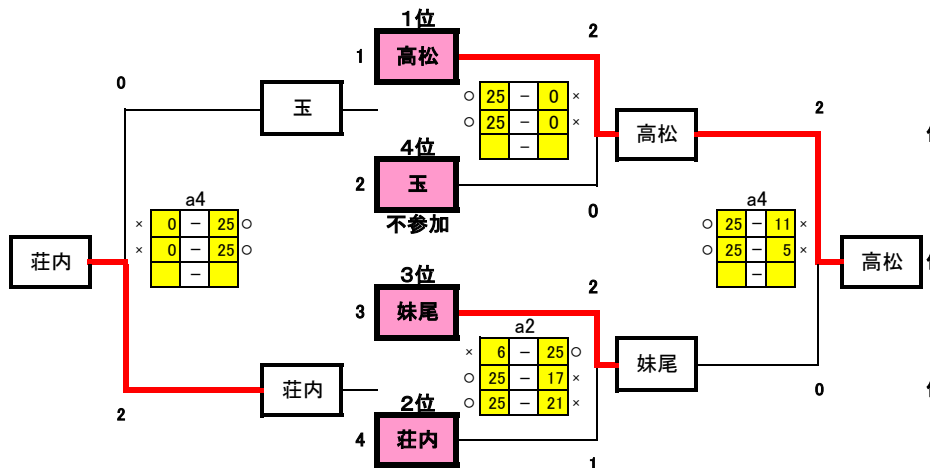 1位
2
1 高松
0
玉
○ 25 － 0 ×
○ 25 － 0 ×
－
2
高松
4位
2 玉
不参加
0
a4
× 0 － 25 ○
× 0 － 25 ○
－
a4
○ 25 － 11 ×
○ 25 － 5 ×
－
荘内
高松
3位
2
3 妹尾
a2
× 6 － 25 ○
○ 25 － 17 ×
○ 25 － 21 ×
妹尾
荘内
0
2
2位
4 荘内
1